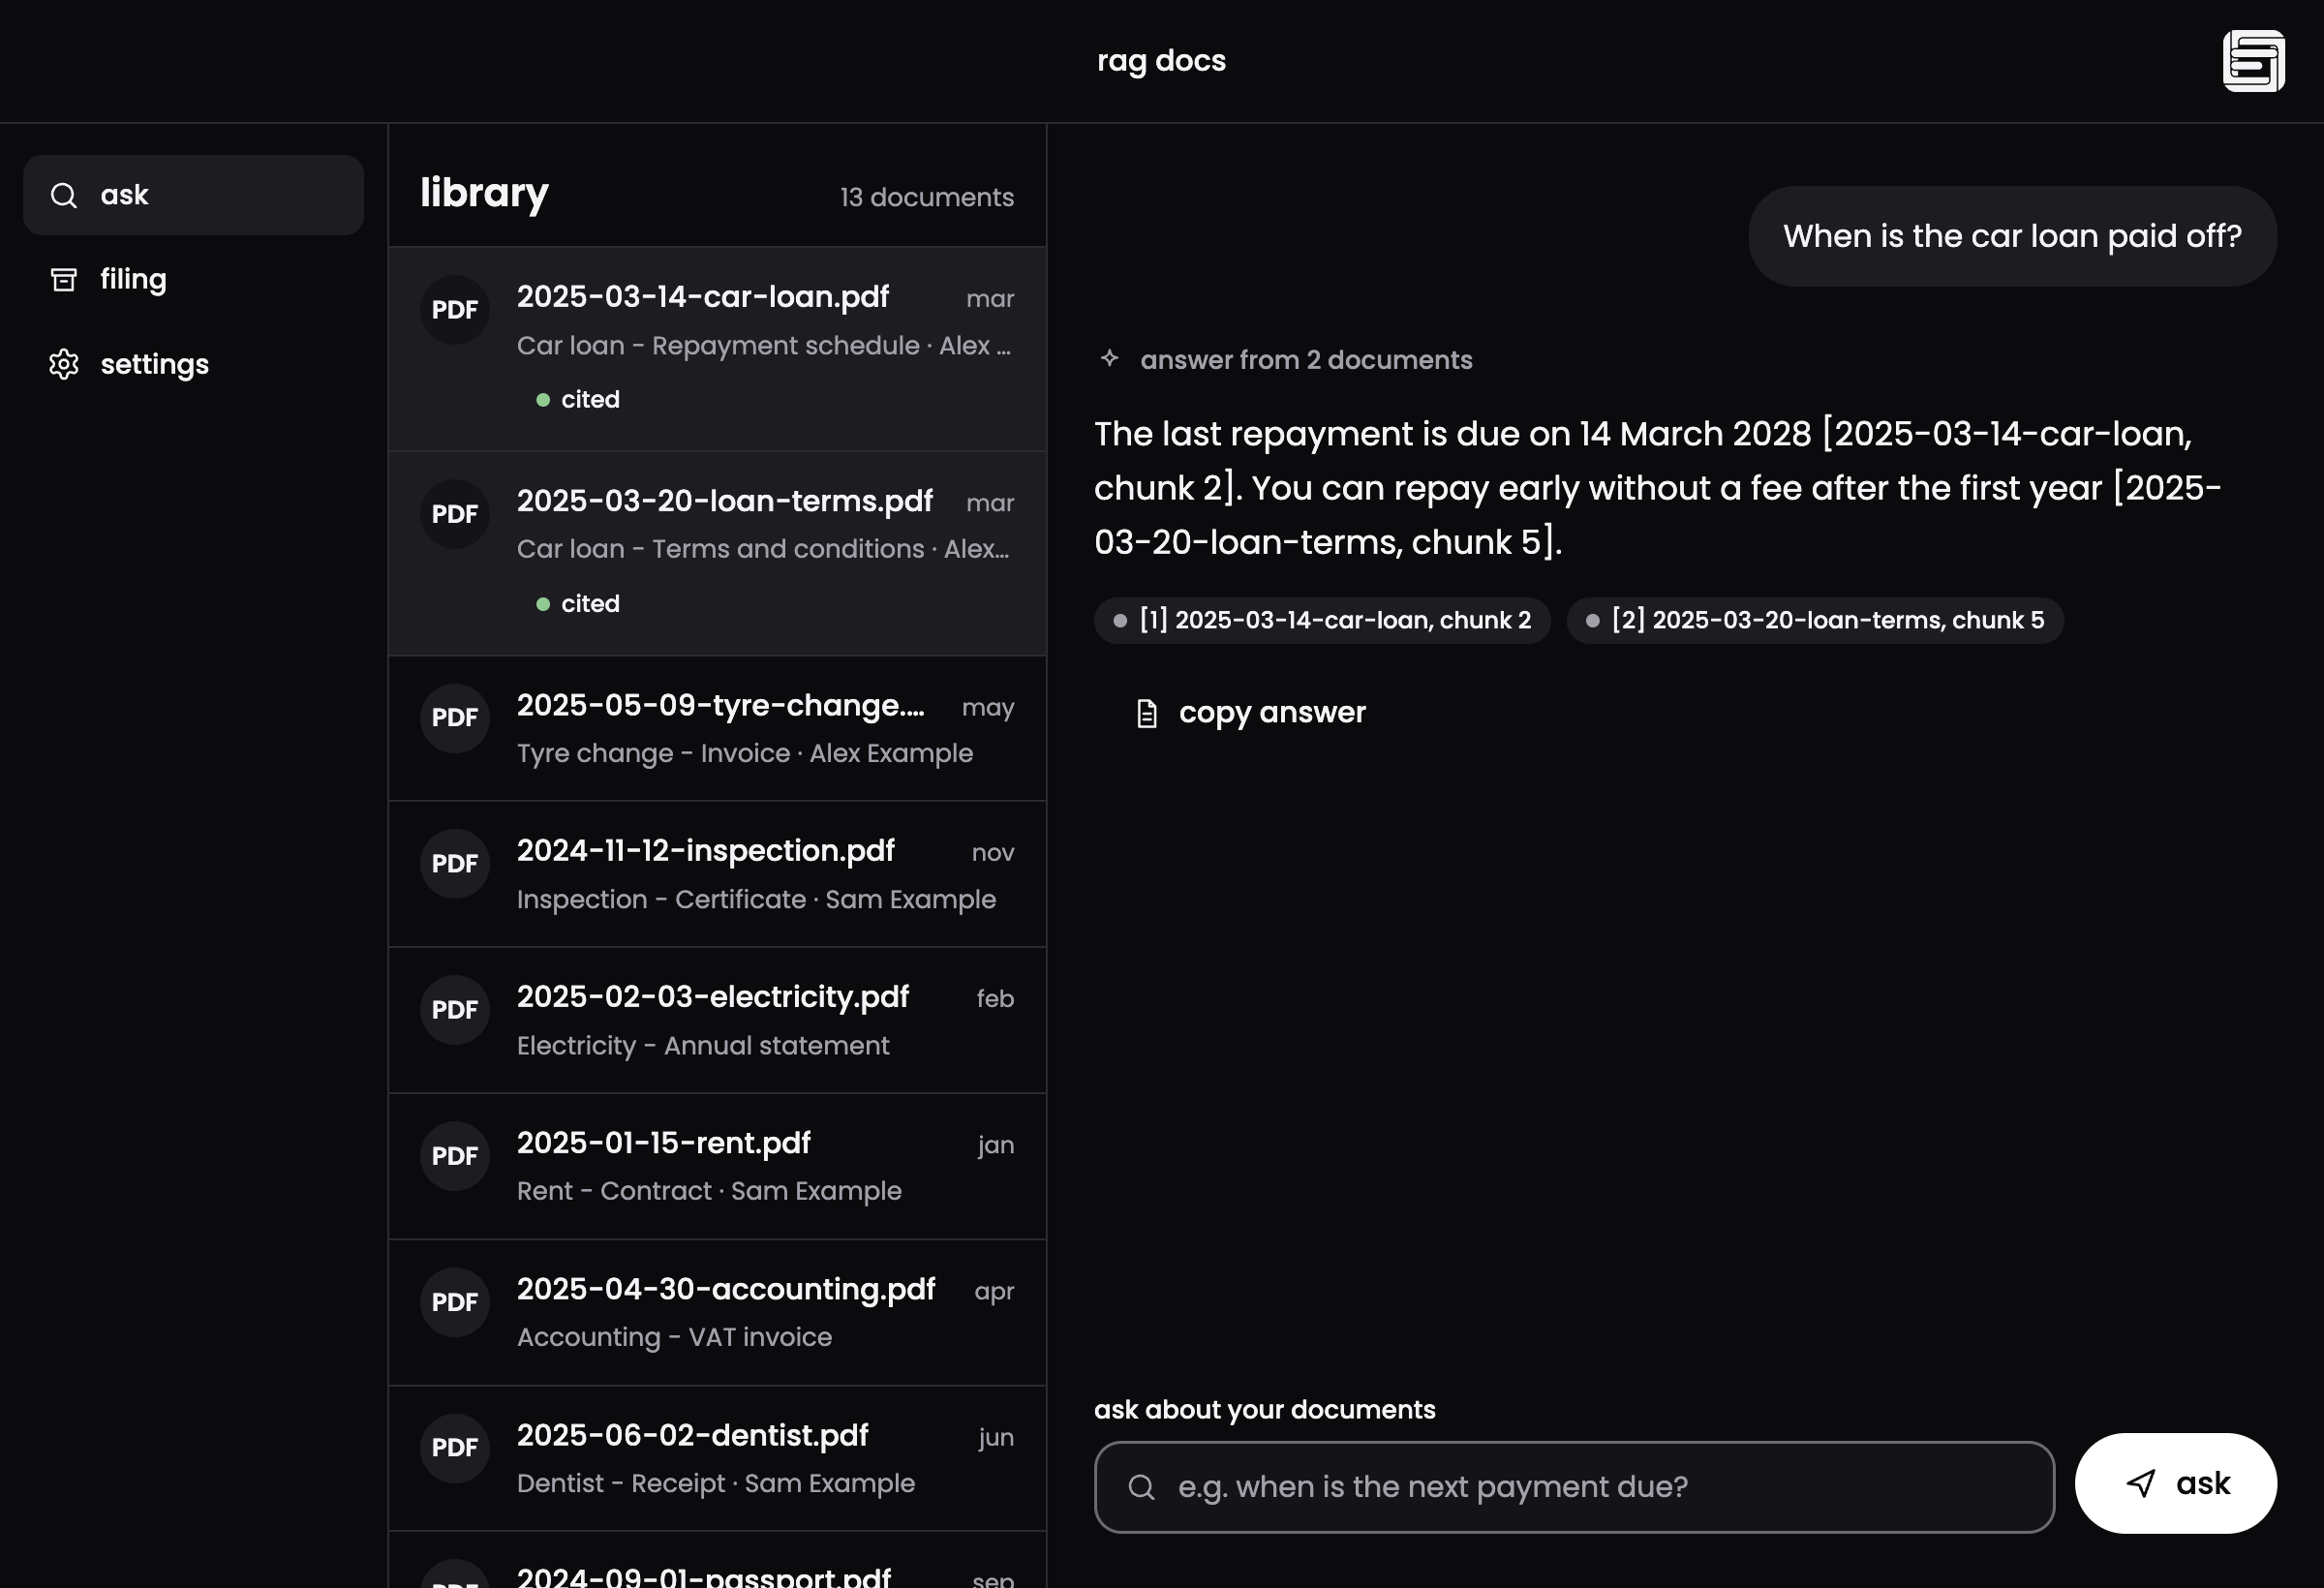 rag docs
ask
filing
settings
library
13 documents
PDF
2025-03-14-car-loan.pdf
mar
Car loan - Repayment schedule · Alex ...
cited
PDF
2025-03-20-loan-terms.pdf
mar
Car loan - Terms and conditions · Alex...
cited
PDF
2025-05-09-tyre-change....
may
Tyre change - Invoice · Alex Example
PDF
2024-11-12-inspection.pdf
nov
Inspection - Certificate · Sam Example
PDF
2025-02-03-electricity.pdf
feb
Electricity - Annual statement
PDF
2025-01-15-rent.pdf
jan
Rent - Contract · Sam Example
PDF
2025-04-30-accounting.pdf
apr
Accounting - VAT invoice
PDF
2025-06-02-dentist.pdf
jun
Dentist - Receipt · Sam Example
PDF
2024-09-01-passport.pdf
sep
When is the car loan paid off?
answer from 2 documents
The last repayment is due on 14 March 2028 [2025-03-14-car-loan,
chunk 2]. You can repay early without a fee after the first year [2025-
03-20-loan-terms, chunk 5].
[1] 2025-03-14-car-loan, chunk 2
[2] 2025-03-20-loan-terms, chunk 5
copy answer
ask about your documents
e.g. when is the next payment due?
ask